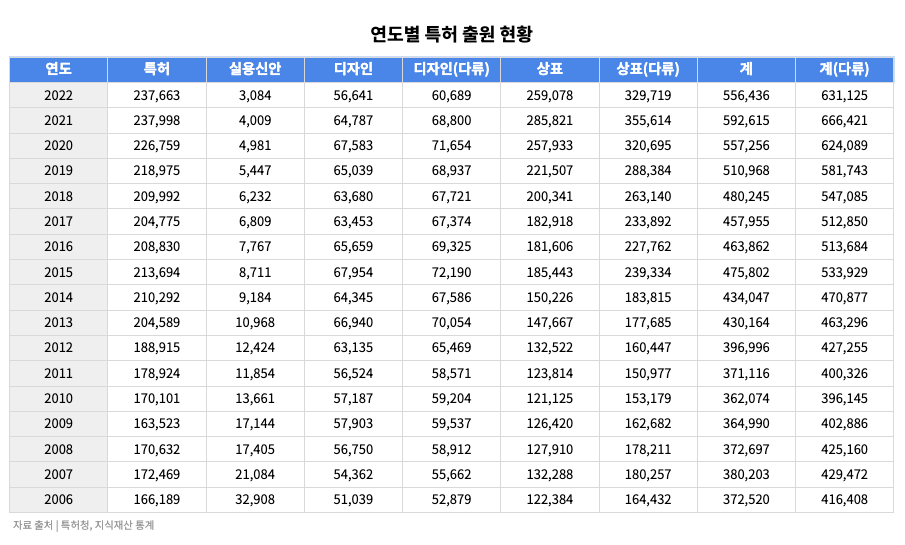 연도별 특허 출원 현황
연도 특허 실용신안 디자인 디자인(다류) 상표 상표(다류) 계 계(다류)
2022 237,663 3,084 56,641 60,689 259,078 329,719 556,436 631,125
2021 237,998 4,009 64,787 68,800 285,821 355,614 592,615 666,421
2020 226,759 4,981 67,583 71,654 257,933 320,695 557,256 624,089
2019 218,975 5,447 65,039 68,937 221,507 288,384 510,968 581,743
2018 209,992 6,232 63,680 67,721 200,341 263,140 480,245 547,085
2017 204,775 6,809 63,453 67,374 182,918 233,892 457,955 512,850
2016 208,830 7,767 65,659 69,325 181,606 227,762 463,862 513,684
2015 213,694 8,711 67,954 72,190 185,443 239,334 475,802 533,929
2014 210,292 9,184 64,345 67,586 150,226 183,815 434,047 470,877
2013 204,589 10,968 66,940 70,054 147,667 177,685 430,164 463,296
2012 188,915 12,424 63,135 65,469 132,522 160,447 396,996 427,255
2011 178,924 11,854 56,524 58,571 123,814 150,977 371,116 400,326
2010 170,101 13,661 57,187 59,204 121,125 153,179 362,074 396,145
2009 163,523 17,144 57,903 59,537 126,420 162,682 364,990 402,886
2008 170,632 17,405 56,750 58,912 127,910 178,211 372,697 425,160
2007 172,469 21,084 54,362 55,662 132,288 180,257 380,203 429,472
2006 166,189 32,908 51,039 52,879 122,384 164,432 372,520 416,408
자료 출처 | 특허청, 지식재산 통계